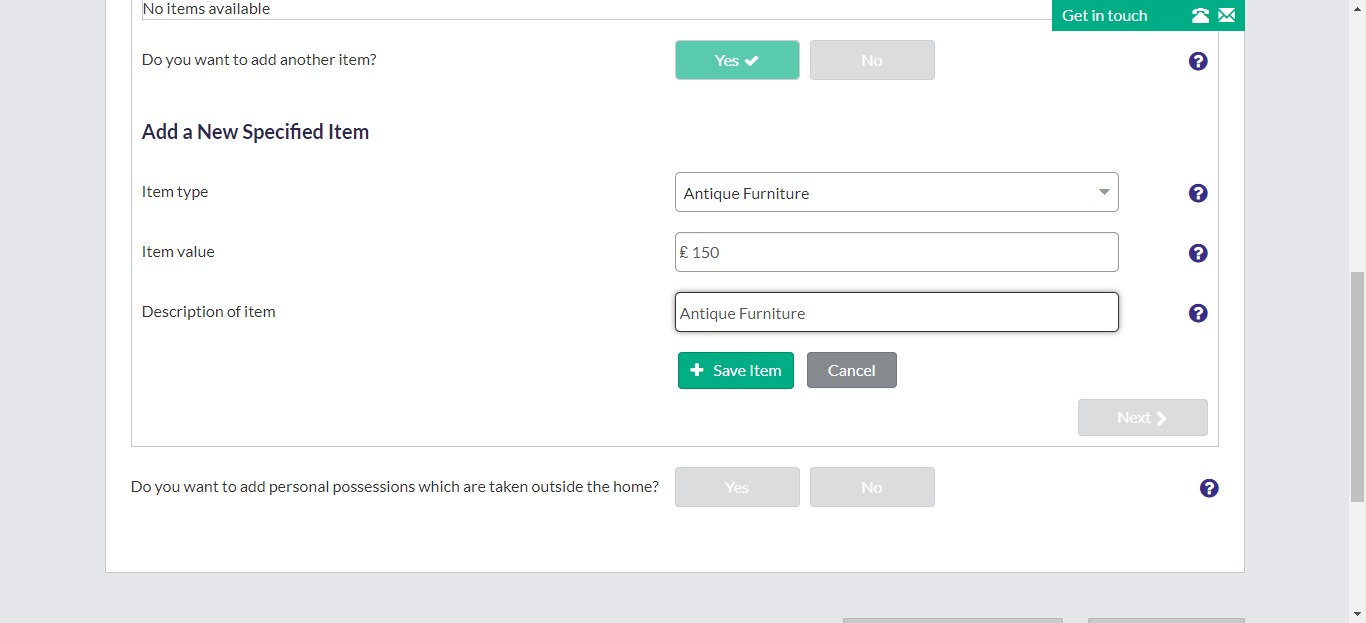 No items available
Get in touch
Do you want to add another item?
Yes
No
Add a New Specified Item
Item type
Antique Furniture
Item value
£ 150
Description of item
Antique Furniture
Save Item
Cancel
Next
Do you want to add personal possessions which are taken outside the home?
Yes
No